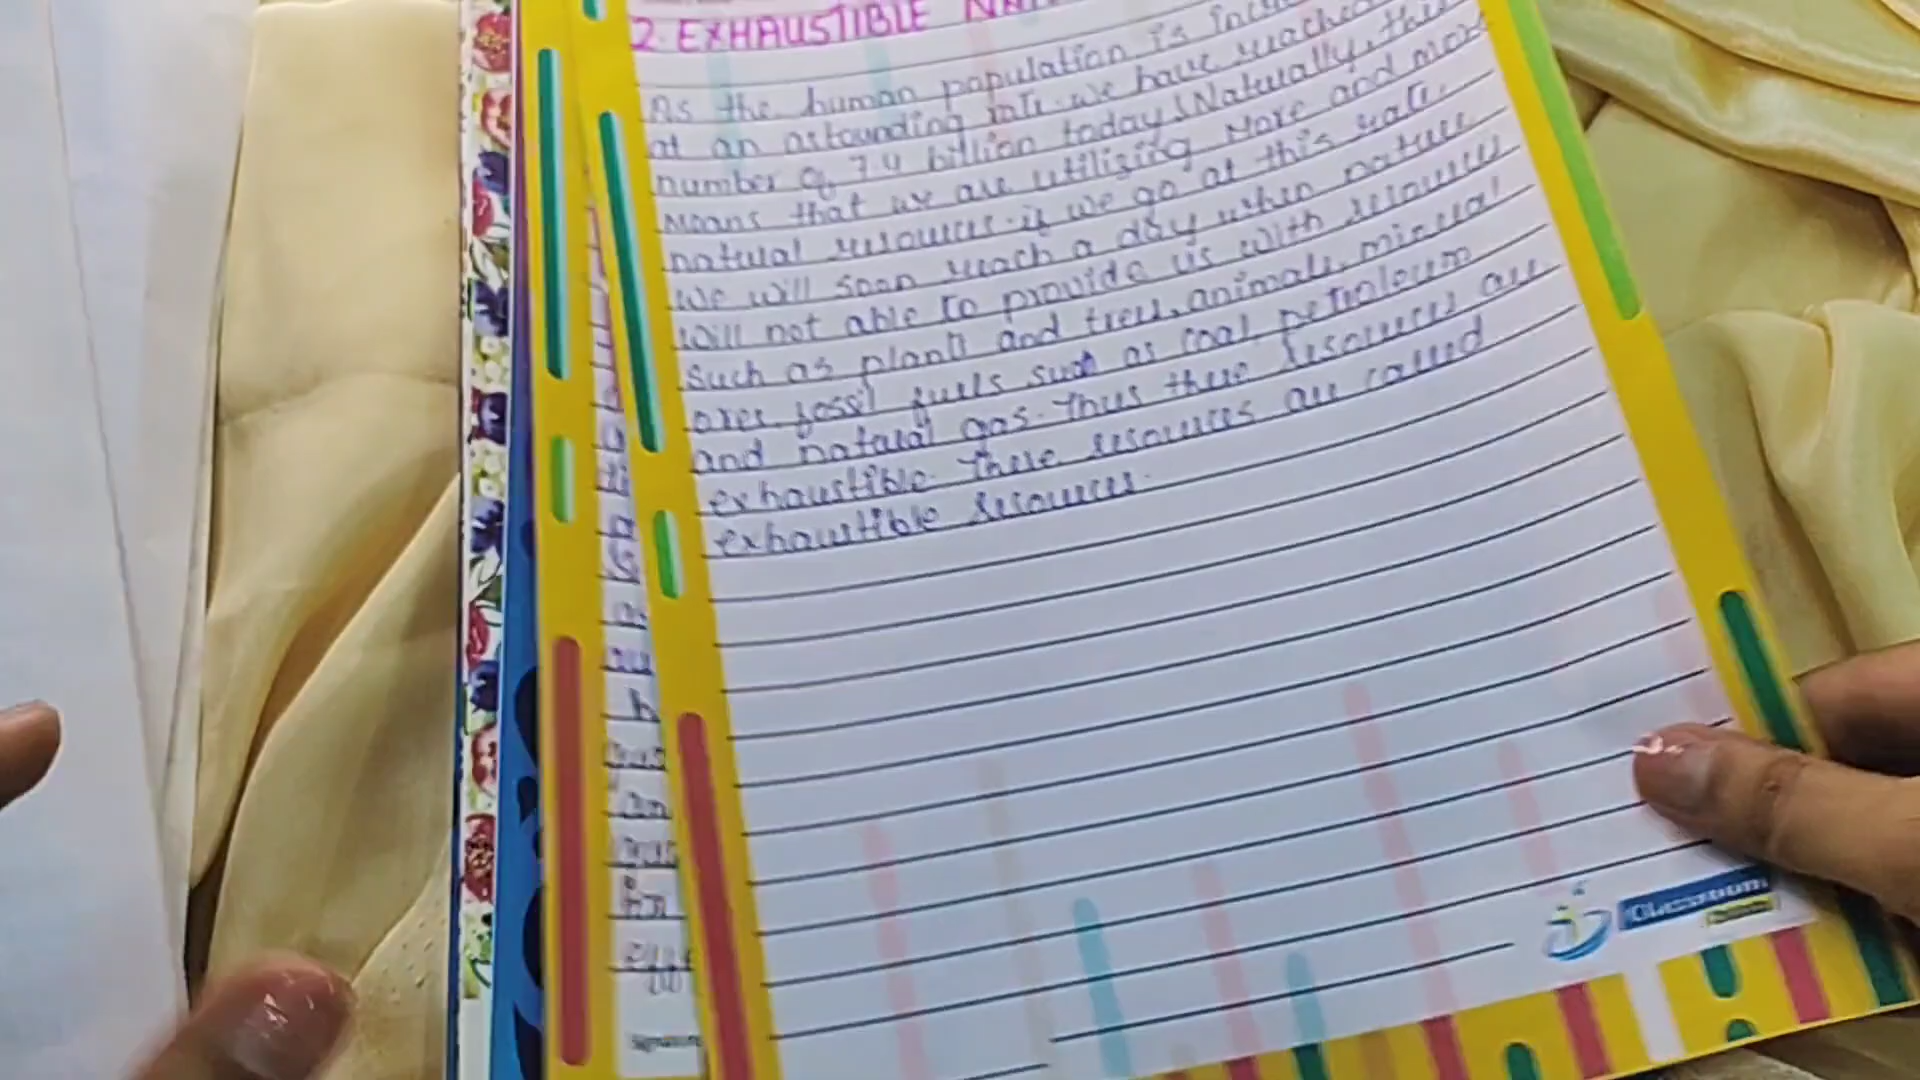 2. EXHAUSTIBLE
As the human population is
at an astounding rate. we have reached
number of 7.4 billion today! Naturally, this
Means that we are utilizing More and more
natural resources. if we go at this rate,
we will soon reach a day when nature
will not able to provide us with resources
Such as plants and trees, animals, mineral
ores, fossil fuels such as coal, petroloum
and natural gas. Thus these resources are
exhaustible. These resources are called
exhaustible resources.
iClassroom